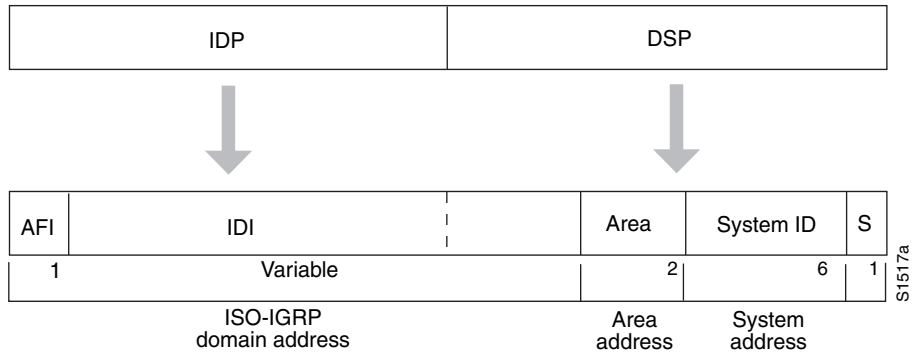 IDP DSP
AFI IDI Area System ID S
1 Variable 2 6 1
ISO-IGRP
domain address
Area
address
System
address
S1517a